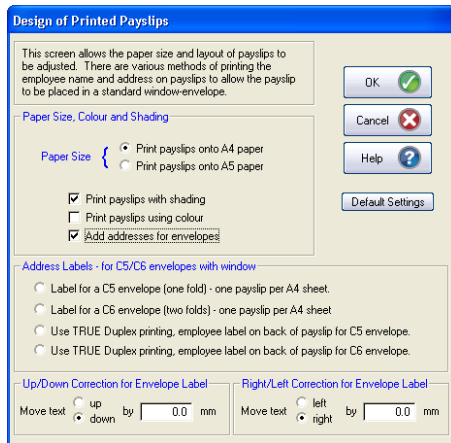 Design of Printed Payslips
This screen allows the paper size and layout of payslips to
be adjusted. There are various methods of printing the
employee name and address on payslips to allow the payslip
to be placed in a standard window-envelope.
OK
Cancel
Help
Default Settings
Paper Size, Colour and Shading
Paper Size { Print payslips onto A4 paper
Print payslips onto A5 paper
Print payslips with shading
Print payslips using colour
Add addresses for envelopes
Address Labels - for C5/C6 envelopes with window
Label for a C5 envelope (one fold) - one payslip per A4 sheet.
Label for a C6 envelope (two folds) - one payslip per A4 sheet
Use TRUE Duplex printing, employee label on back of payslip for C5 envelope.
Use TRUE Duplex printing, employee label on back of payslip for C6 envelope.
Up/Down Correction for Envelope Label
Move text up down by 0.0 mm
Right/Left Correction for Envelope Label
Move text left right by 0.0 mm